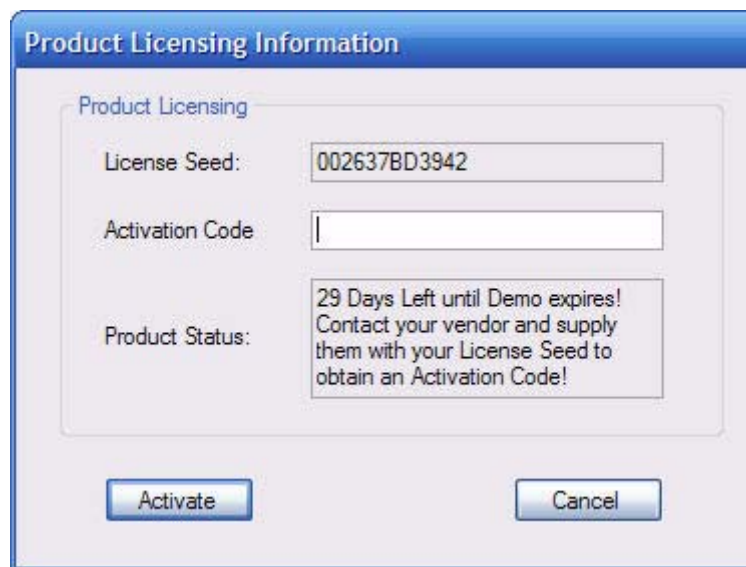 Product Licensing Information
Product Licensing
License Seed: 002637BD3942
Activation Code
Product Status: 29 Days Left until Demo expires!
Contact your vendor and supply
them with your License Seed to
obtain an Activation Code!
Activate Cancel